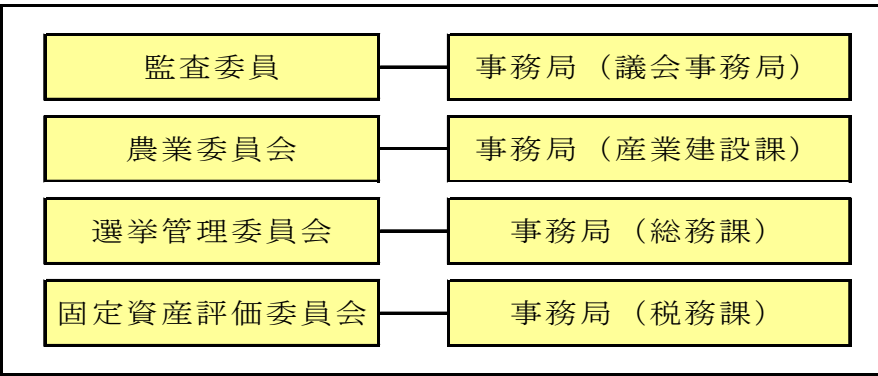 監査委員 事務局（議会事務局）
農業委員会 事務局（産業建設課）
選挙管理委員会 事務局（総務課）
固定資産評価委員会 事務局（税務課）